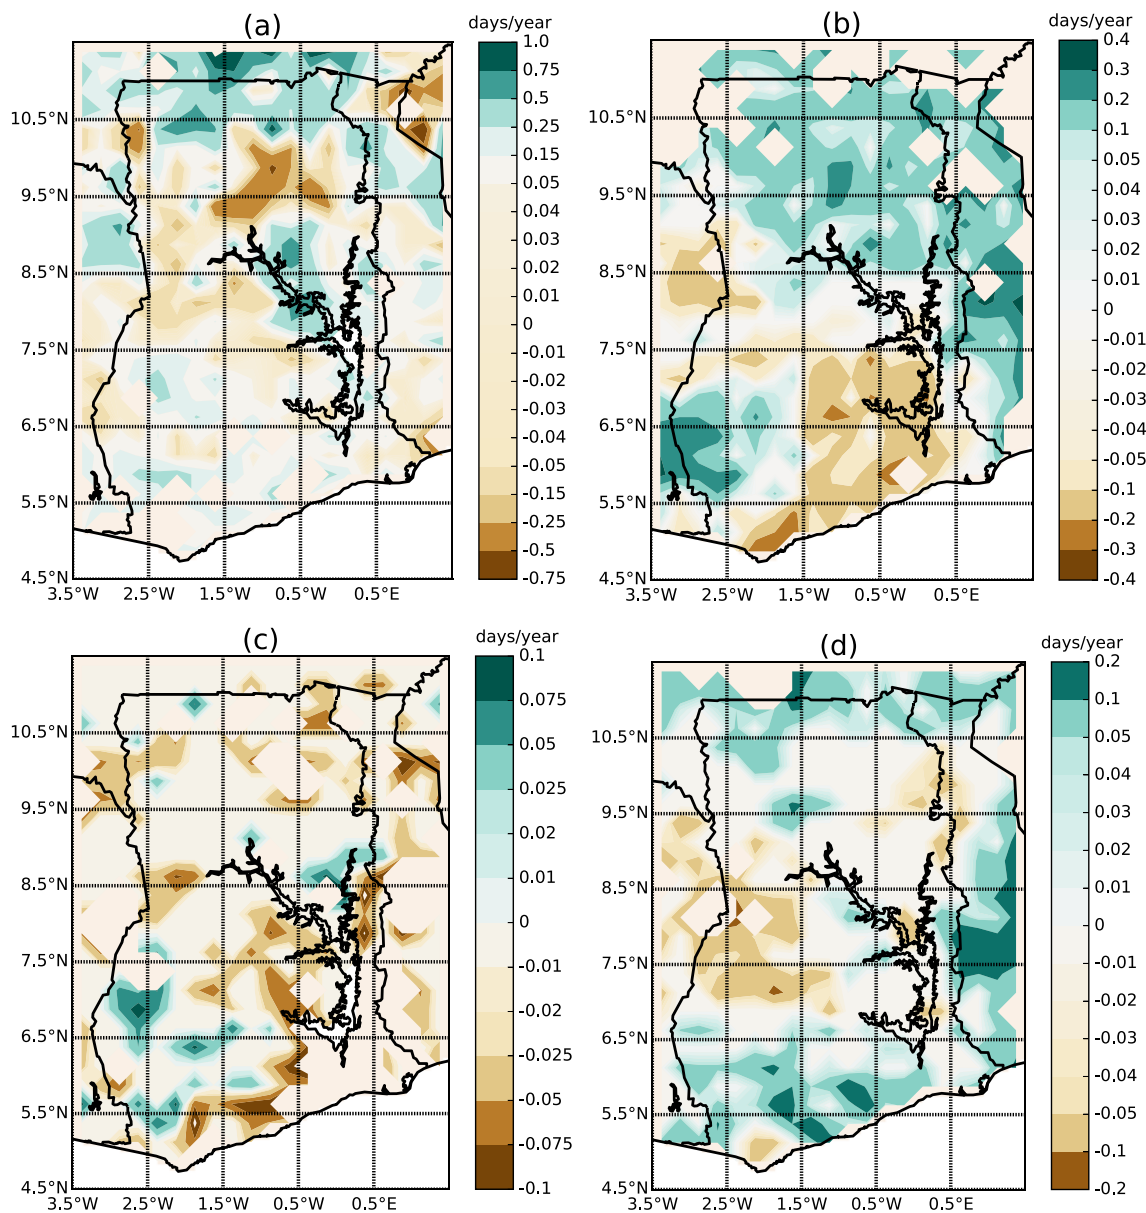 (a)
days/year
1.0
0.75
0.5
0.25
0.15
0.05
0.04
0.03
0.02
0.01
0
-0.01
-0.02
-0.03
-0.04
-0.05
-0.15
-0.25
-0.5
-0.75
10.5°N
9.5°N
8.5°N
7.5°N
6.5°N
5.5°N
4.5°N
3.5°W 2.5°W 1.5°W 0.5°W 0.5°E
(b)
days/year
0.4
0.3
0.2
0.1
0.05
0.04
0.03
0.02
0.01
0
-0.01
-0.02
-0.03
-0.04
-0.05
-0.1
-0.2
-0.3
-0.4
10.5°N
9.5°N
8.5°N
7.5°N
6.5°N
5.5°N
4.5°N
3.5°W 2.5°W 1.5°W 0.5°W 0.5°E
(c)
days/year
0.1
0.075
0.05
0.025
0.02
0.01
0
-0.01
-0.02
-0.025
-0.05
-0.075
-0.1
10.5°N
9.5°N
8.5°N
7.5°N
6.5°N
5.5°N
4.5°N
3.5°W 2.5°W 1.5°W 0.5°W 0.5°E
(d)
days/year
0.2
0.1
0.05
0.04
0.03
0.02
0.01
0
-0.01
-0.02
-0.03
-0.04
-0.05
-0.1
-0.2
10.5°N
9.5°N
8.5°N
7.5°N
6.5°N
5.5°N
4.5°N
3.5°W 2.5°W 1.5°W 0.5°W 0.5°E